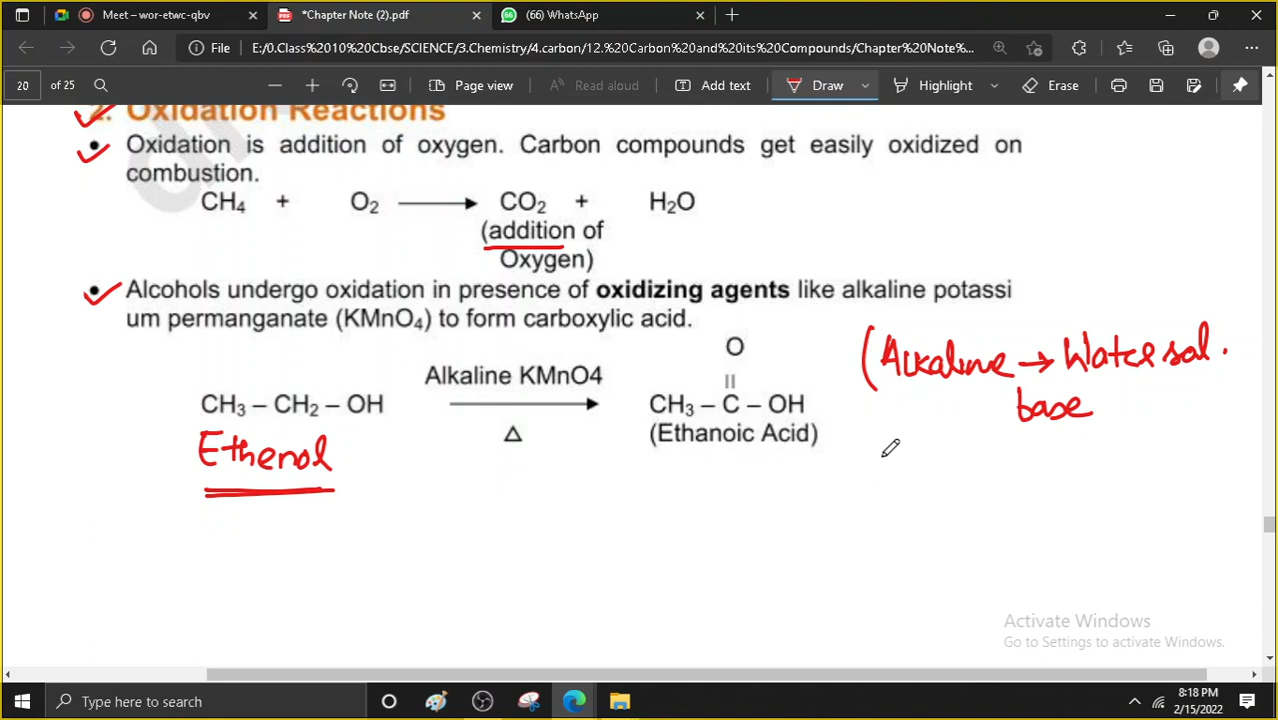 Meet – wor-etwc-qbv
*Chapter Note (2).pdf
(66) WhatsApp
File E:/0.Class%2010%20Cbse/SCIENCE/3.Chemistry/4.carbon/12.%20Carbon%20and%20its%20Compounds/Chapter%20Note%...
20 of 25 Page view Read aloud Add text Draw Highlight Erase
2. Oxidation Reactions
• Oxidation is addition of oxygen. Carbon compounds get easily oxidized on
combustion.
CH₄ + O₂ ⟶ CO₂ + H₂O
(addition of
Oxygen)
• Alcohols undergo oxidation in presence of oxidizing agents like alkaline potassi
um permanganate (KMnO₄) to form carboxylic acid.
O
(Alkaline → Water sol.
||
Alkaline KMnO4
CH₃ – CH₂ – OH ⟶ CH₃ – C – OH
base
Δ (Ethanoic Acid)
Ethenol
Activate Windows
Go to Settings to activate Windows.
Type here to search
8:18 PM
2/15/2022